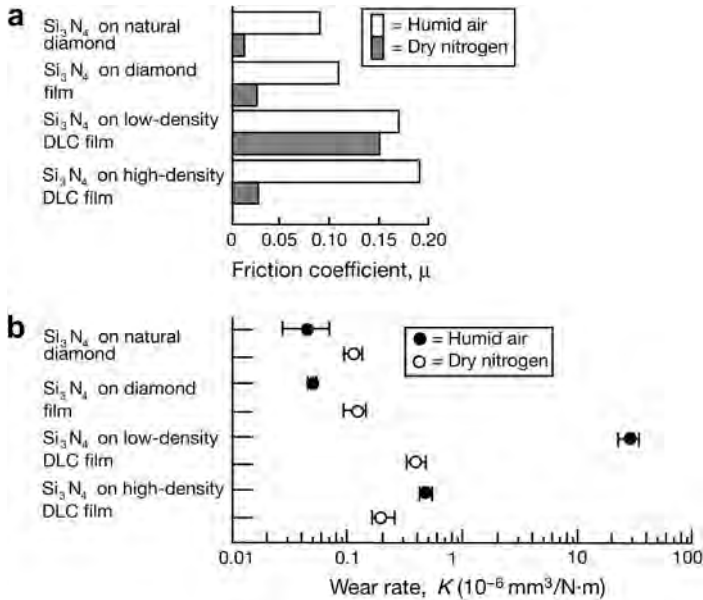 a
Si₃N₄ on natural
diamond
Si₃N₄ on diamond
film
Si₃N₄ on low-density
DLC film
Si₃N₄ on high-density
DLC film
= Humid air
= Dry nitrogen
0 0.05 0.10 0.15 0.20
Friction coefficient, μ
b
Si₃N₄ on natural
diamond
Si₃N₄ on diamond
film
Si₃N₄ on low-density
DLC film
Si₃N₄ on high-density
DLC film
= Humid air
= Dry nitrogen
0.01 0.1 1 10 100
Wear rate, K (10⁻⁶ mm³/N·m)